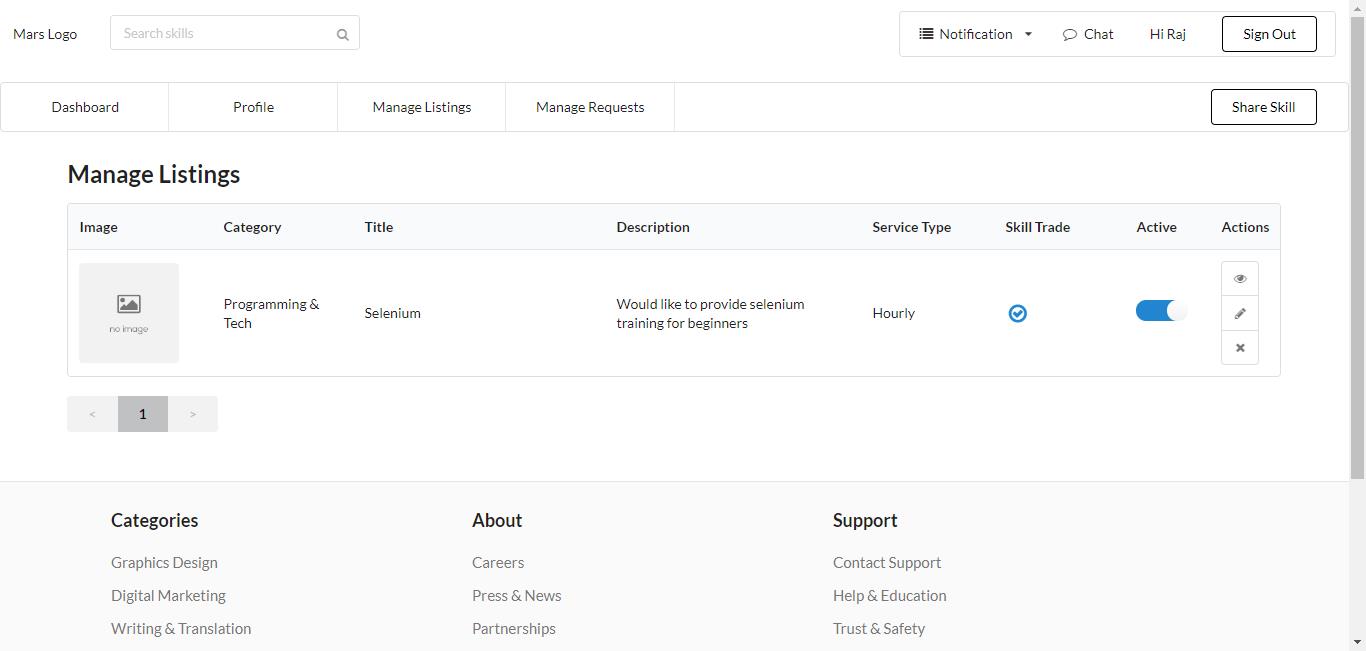 Mars Logo
Search skills
Notification
Chat
Hi Raj
Sign Out
Dashboard
Profile
Manage Listings
Manage Requests
Share Skill
Manage Listings
Image
Category
Title
Description
Service Type
Skill Trade
Active
Actions
no image
Programming &
Tech
Selenium
Would like to provide selenium
training for beginners
Hourly
< 1 >
Categories
Graphics Design
Digital Marketing
Writing & Translation
About
Careers
Press & News
Partnerships
Support
Contact Support
Help & Education
Trust & Safety